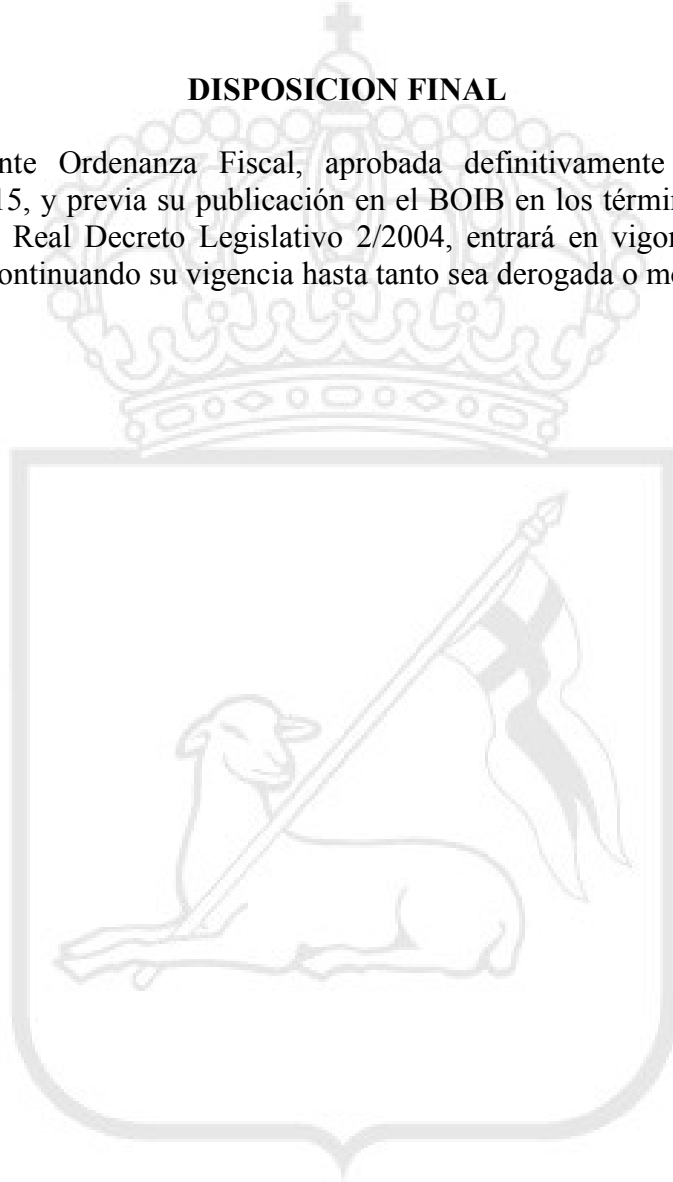 DISPOSICION FINAL
nte Ordenanza Fiscal, aprobada definitivamente
15, y previa su publicación en el BOIB en los términ
Real Decreto Legislativo 2/2004, entrará en vigor
ontinuando su vigencia hasta tanto sea derogada o m